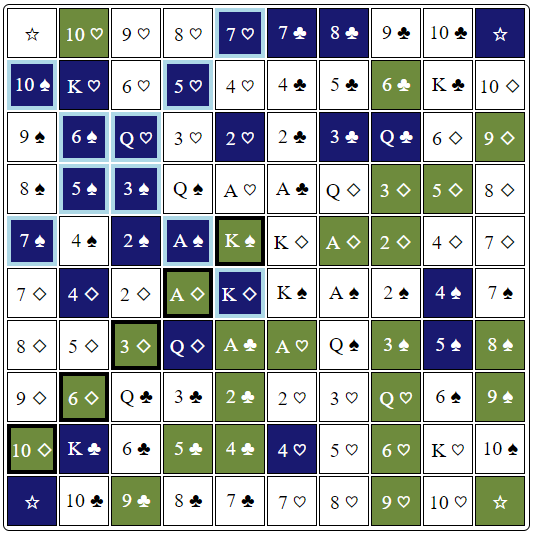 ☆ 10♡ 9♡ 8♡ 7♡ 7♣ 8♣ 9♣ 10♣ ☆
10♠ K♡ 6♡ 5♡ 4♡ 4♣ 5♣ 6♣ K♣ 10♢
9♠ 6♠ Q♡ 3♡ 2♡ 2♣ 3♣ Q♣ 6♢ 9♢
8♠ 5♠ 3♠ Q♠ A♡ A♣ Q♢ 3♢ 5♢ 8♢
7♠ 4♠ 2♠ A♠ K♠ K♢ A♢ 2♢ 4♢ 7♢
7♢ 4♢ 2♢ A♢ K♢ K♠ A♠ 2♠ 4♠ 7♠
8♢ 5♢ 3♢ Q♢ A♣ A♡ Q♠ 3♠ 5♠ 8♠
9♢ 6♢ Q♣ 3♣ 2♣ 2♡ 3♡ Q♡ 6♠ 9♠
10♢ K♣ 6♣ 5♣ 4♣ 4♡ 5♡ 6♡ K♡ 10♠
☆ 10♣ 9♣ 8♣ 7♣ 7♡ 8♡ 9♡ 10♡ ☆